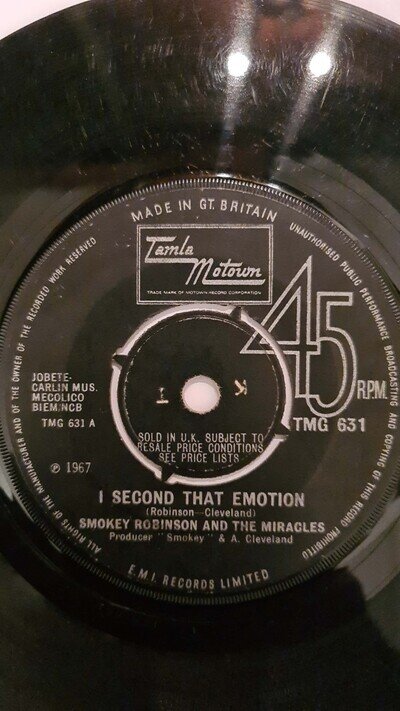 MADE IN GT. BRITAIN
UNAUTHORISED PUBLIC PERFORMANCE BROADCASTING AND COPYING OF THIS RECORD PROHIBITED
ALL RIGHTS OF THE MANUFACTURER AND OF THE OWNER OF THE RECORDED WORK RESERVED
Tamla
Motown
TRADE MARK OF MOTOWN RECORD CORPORATION
45
R.P.M.
TMG 631
JOBETE-
CARLIN MUS.
MECOLICO
BIEM/NCB
TMG 631 A
K T
SOLD IN U.K. SUBJECT TO
RESALE PRICE CONDITIONS
SEE PRICE LISTS
℗ 1967
I SECOND THAT EMOTION
(Robinson—Cleveland)
SMOKEY ROBINSON AND THE MIRACLES
Producer "Smokey" & A. Cleveland
E.M.I. RECORDS LIMITED